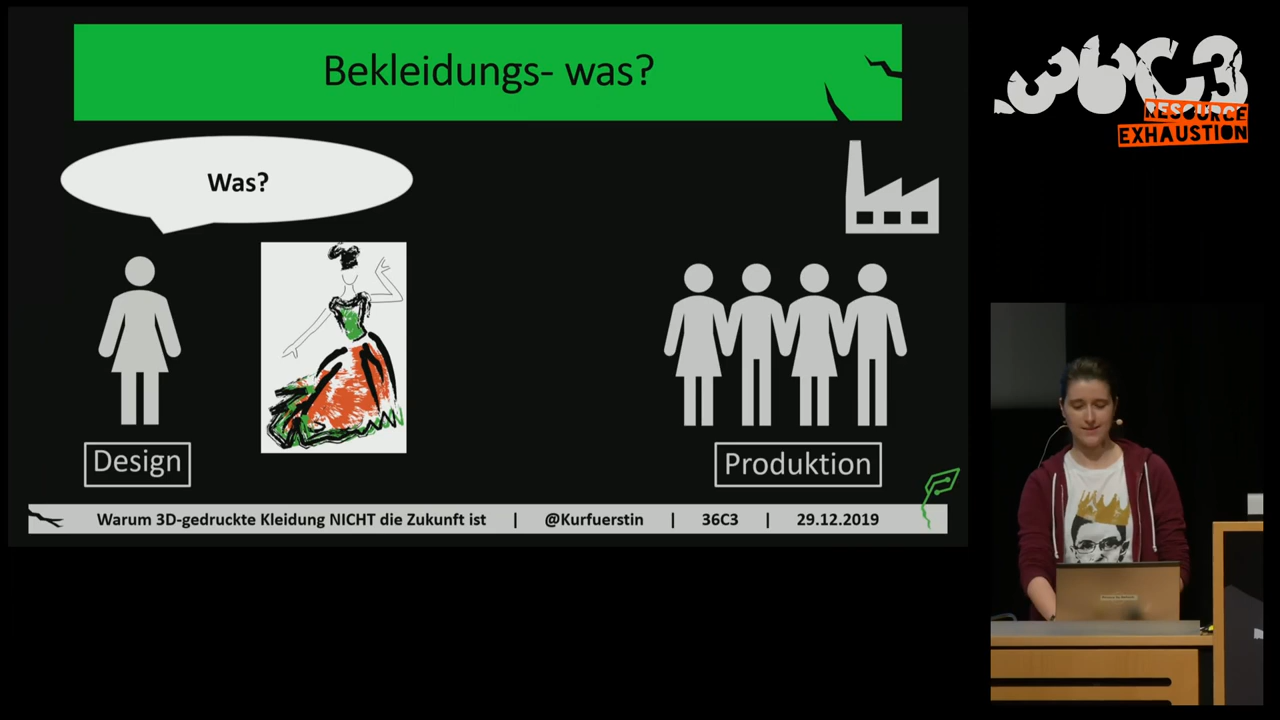 Bekleidungs- was?
Was?
Design
Produktion
Warum 3D-gedruckte Kleidung NICHT die Zukunft ist | @Kurfuerstin | 36C3 | 29.12.2019
36C3
RESOURCE
EXHAUSTION